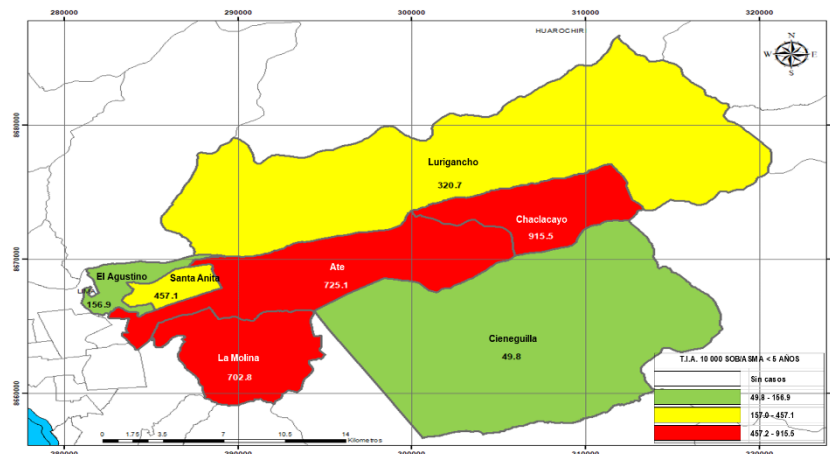 280000 290000 300000 310000 320000
HUAROCHIR
N
W E
S
8680000
Lurigancho
320.7
Chaclacayo
915.5
8670000
Ate
725.1
El Agustino
Santa Anita
457.1
156.9
Cieneguilla
49.8
La Molina
702.8
8660000
T.I.A. 10 000 SOB/ASMA < 5 AÑOS
Sin casos
49.8 - 156.9
157.0 - 457.1
457.2 - 915.5
0 1.75 3.5 7 10.5 14
Kilometros
280000 290000 300000 310000 320000